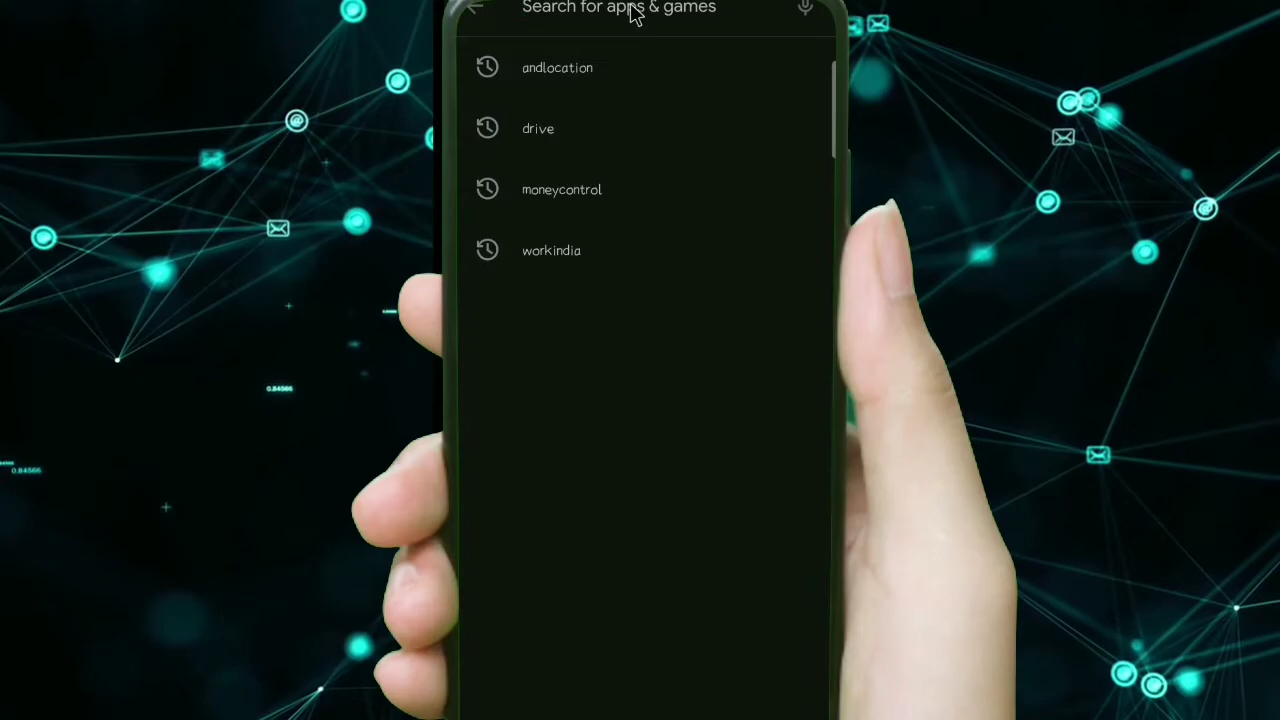 Search for apps & games
andlocation
drive
moneycontrol
workindia
0.84566
0.84566